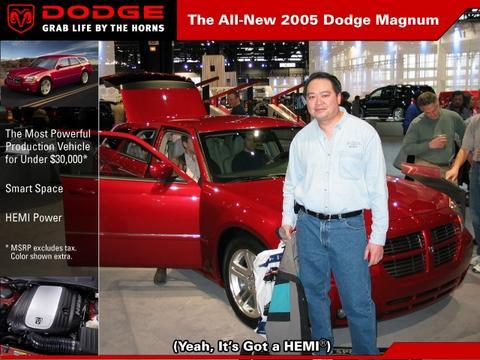 DODGE
GRAB LIFE BY THE HORNS
The All-New 2005 Dodge Magnum
The Most Powerful
Production Vehicle
for Under $30,000*
Smart Space
HEMI Power
* MSRP excludes tax.
Color shown extra.
(Yeah, It's Got a HEMI®)